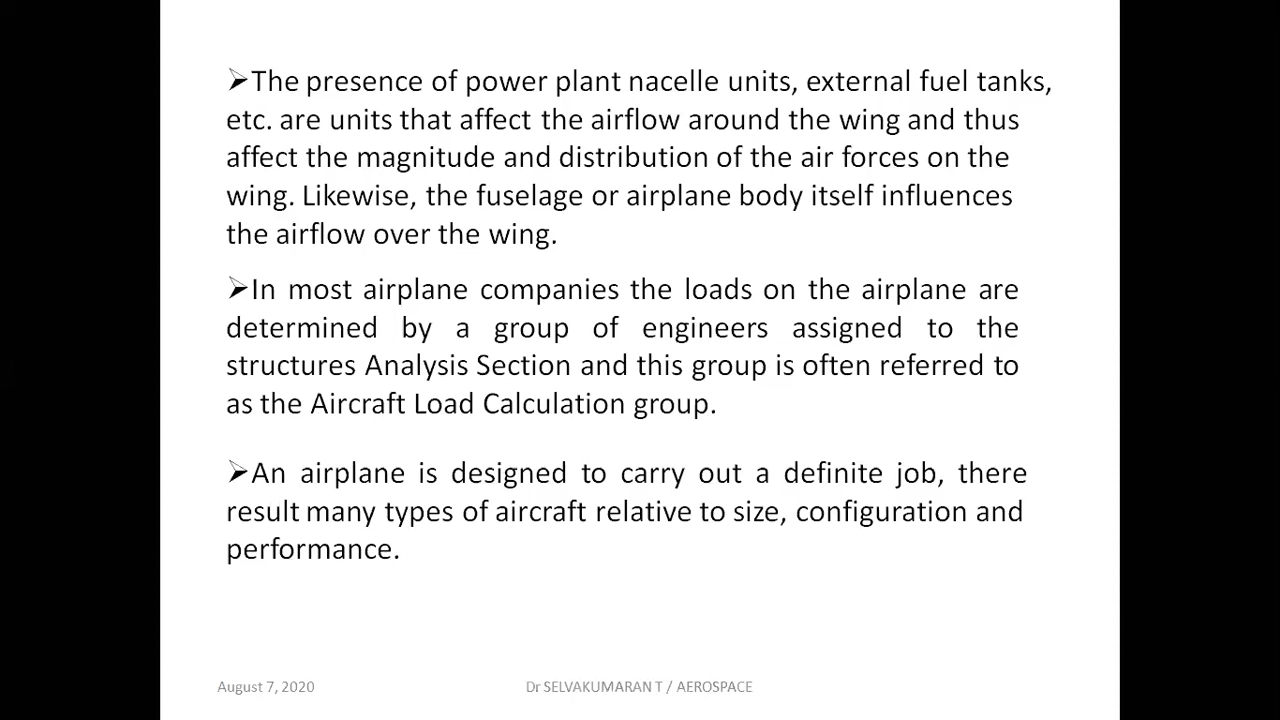 ➢The presence of power plant nacelle units, external fuel tanks,
etc. are units that affect the airflow around the wing and thus
affect the magnitude and distribution of the air forces on the
wing. Likewise, the fuselage or airplane body itself influences
the airflow over the wing.
➢In most airplane companies the loads on the airplane are
determined by a group of engineers assigned to the
structures Analysis Section and this group is often referred to
as the Aircraft Load Calculation group.
➢An airplane is designed to carry out a definite job, there
result many types of aircraft relative to size, configuration and
performance.
August 7, 2020
Dr SELVAKUMARAN T / AEROSPACE